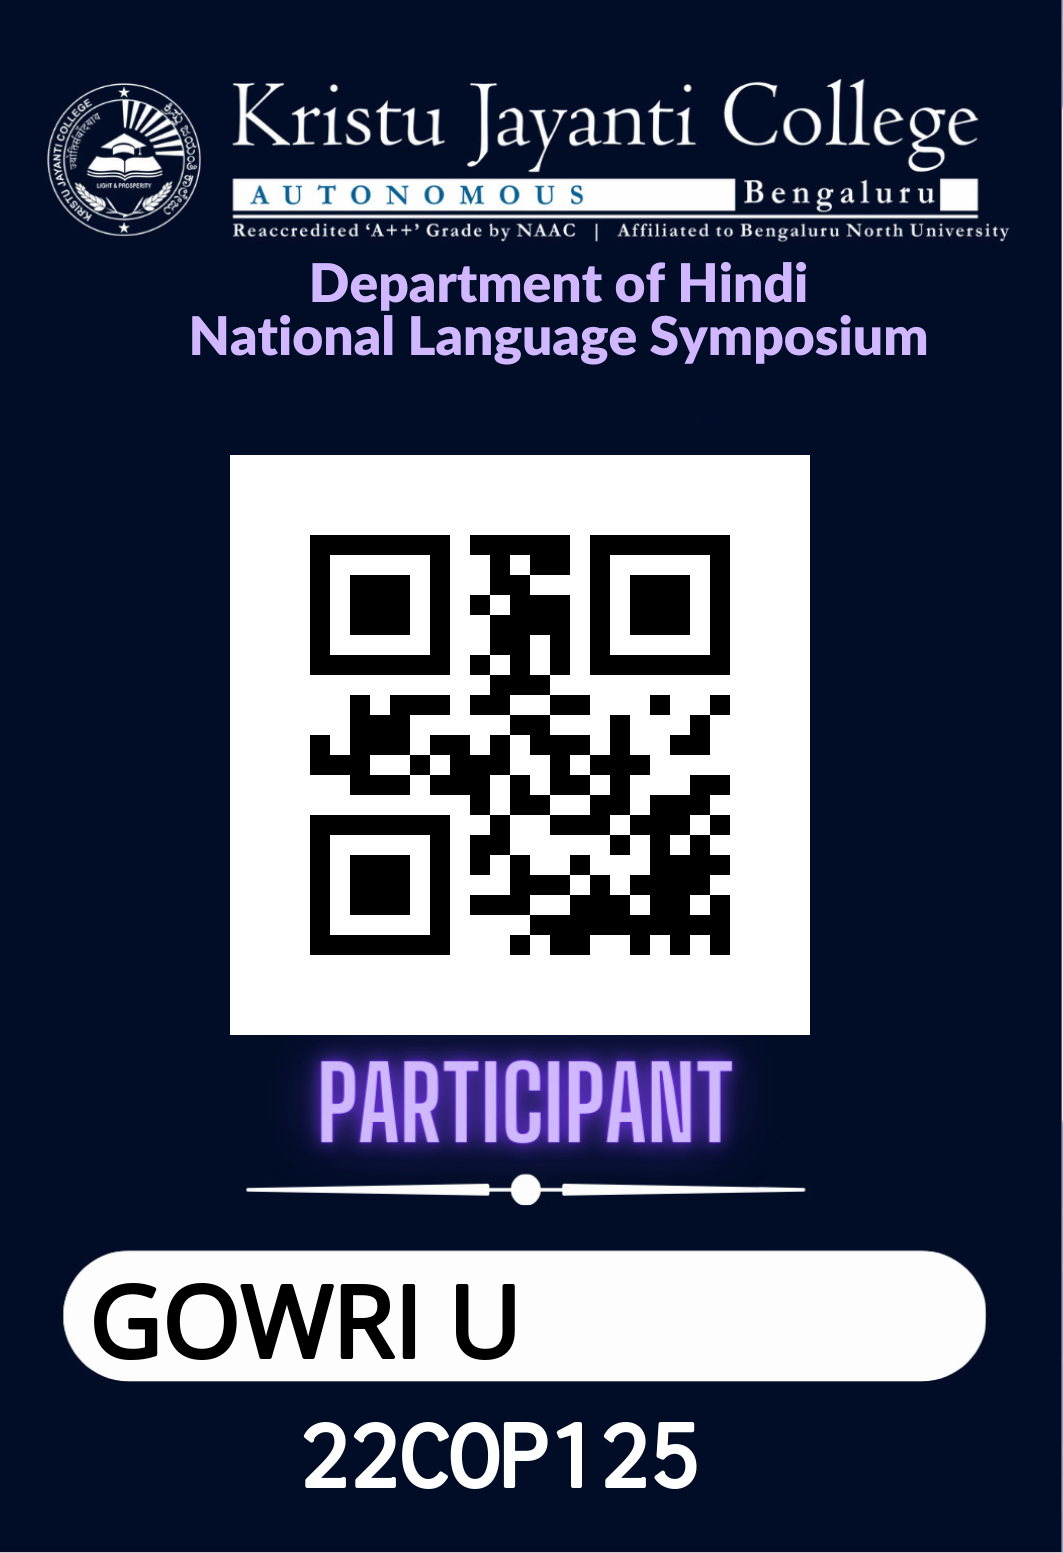 Kristu Jayanti College
AUTONOMOUS Bengaluru
Reaccredited ‘A++’ Grade by NAAC | Affiliated to Bengaluru North University
KRISTU JAYANTI COLLEGE
LIGHT & PROSPERITY
Department of Hindi
National Language Symposium
PARTICIPANT
GOWRI U
22COP125